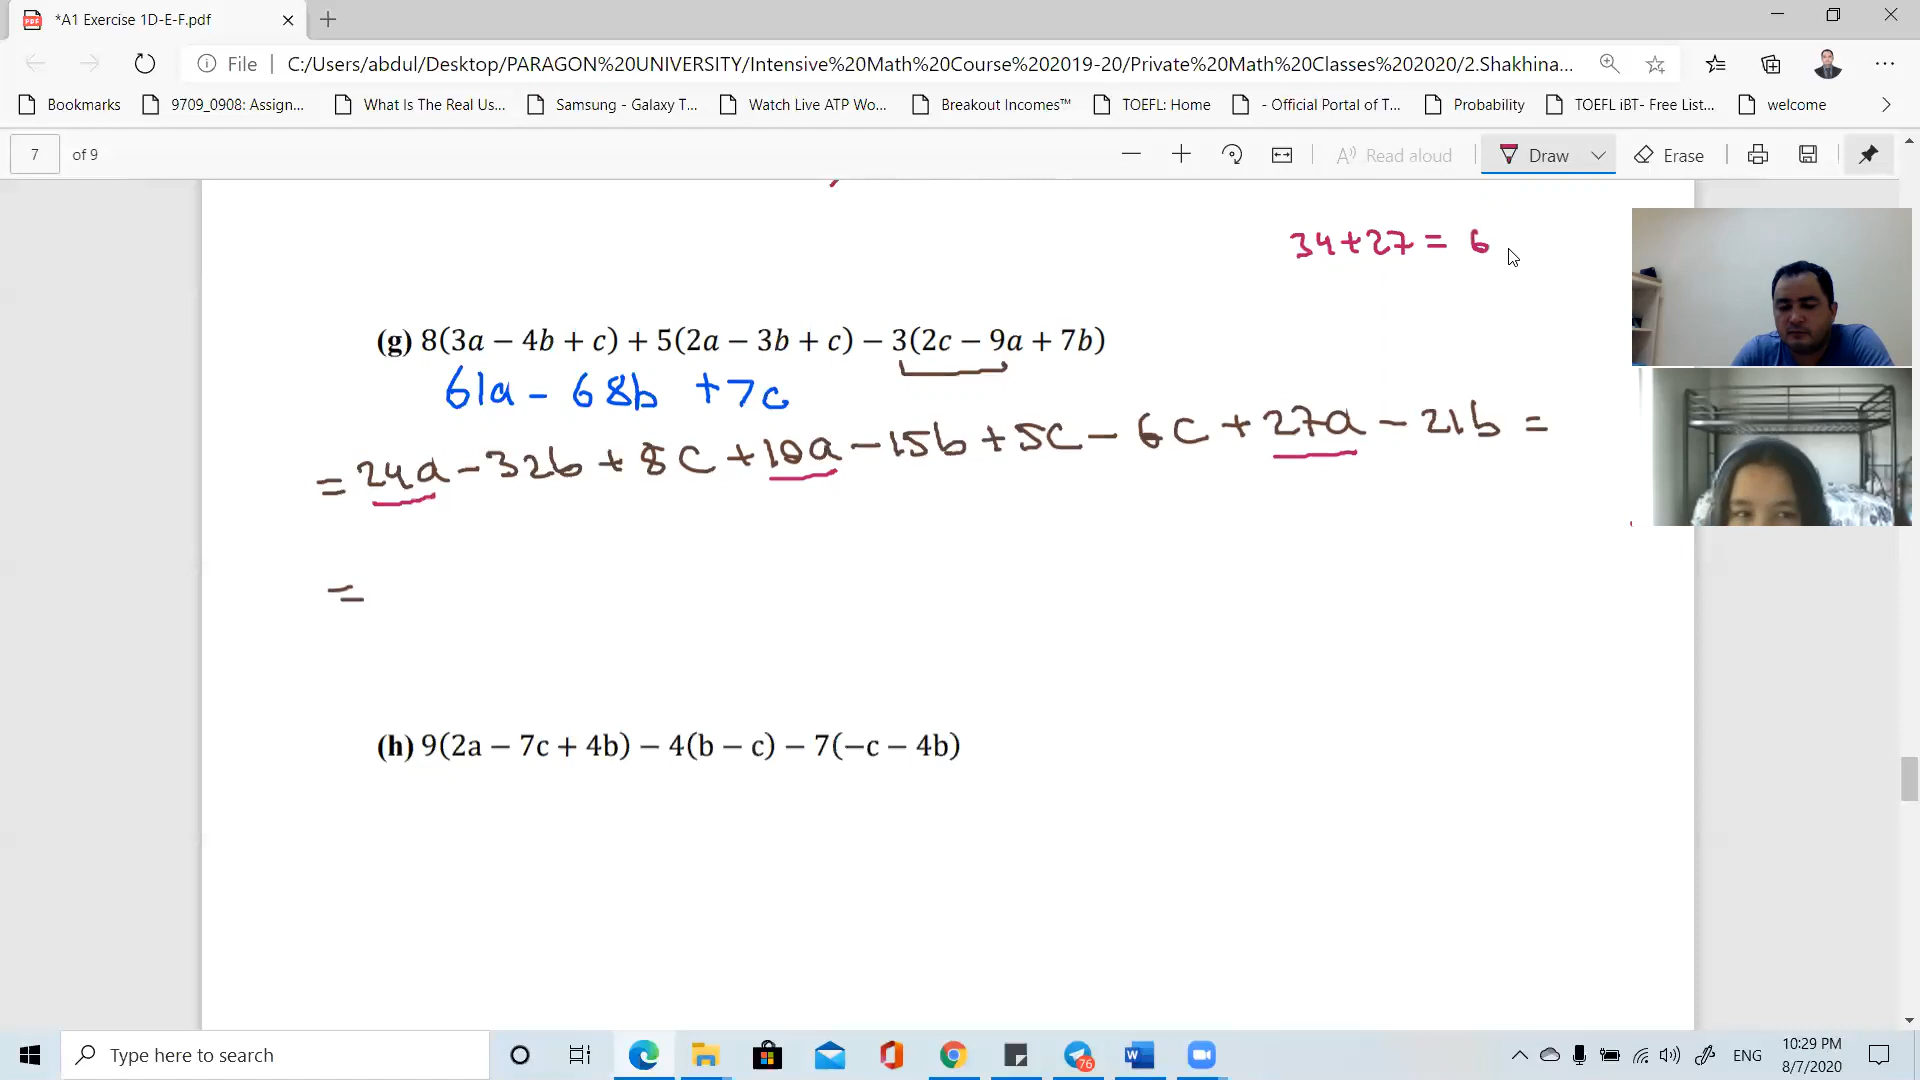 *A1 Exercise 1D-E-F.pdf
File C:/Users/abdul/Desktop/PARAGON%20UNIVERSITY/Intensive%20Math%20Course%202019-20/Private%20Math%20Classes%202020/2.Shakhina...
Bookmarks 9709_0908: Assign... What Is The Real Us... Samsung - Galaxy T... Watch Live ATP Wo... Breakout Incomes™ TOEFL: Home - Official Portal of T... Probability TOEFL iBT- Free List... welcome
7 of 9 Read aloud Draw Erase
34+27 = 6
(g) 8(3a − 4b + c) + 5(2a − 3b + c) − 3(2c − 9a + 7b)
61a - 68b +7c
= 24a - 32b + 8c + 10a - 15b + 5c - 6c + 27a - 21b =
=
(h) 9(2a − 7c + 4b) − 4(b − c) − 7(−c − 4b)
Type here to search 76 ENG 10:29 PM
8/7/2020